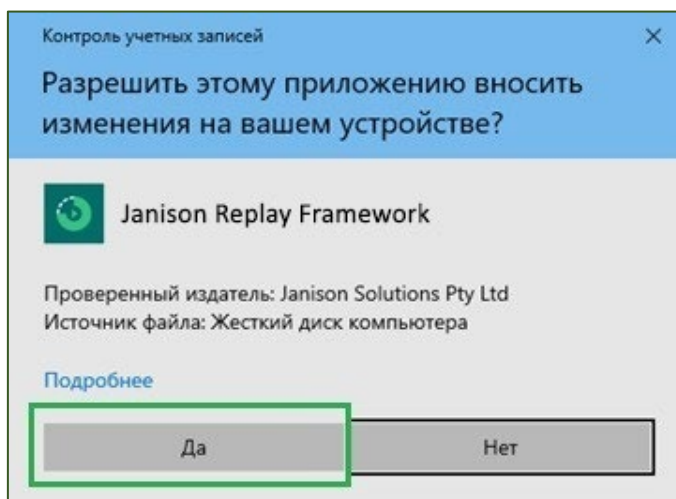 Контроль учетных записей
Разрешить этому приложению вносить
изменения на вашем устройстве?
Janison Replay Framework
Проверенный издатель: Janison Solutions Pty Ltd
Источник файла: Жесткий диск компьютера
Подробнее
Да
Нет